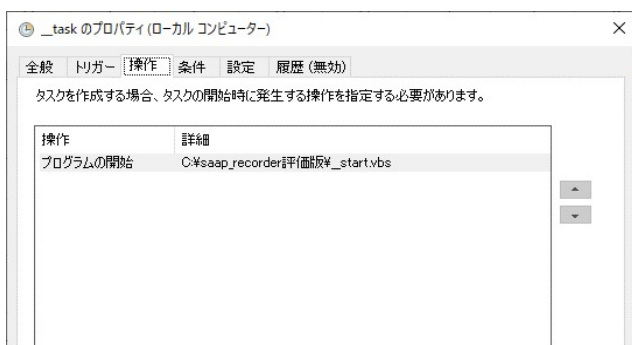 __task のプロパティ (ローカル コンピューター)
全般 トリガー 操作 条件 設定 履歴 (無効)
タスクを作成する場合、タスクの開始時に発生する操作を指定する必要があります。
操作 詳細
プログラムの開始 C:¥saap_recorder評価版¥_start.vbs